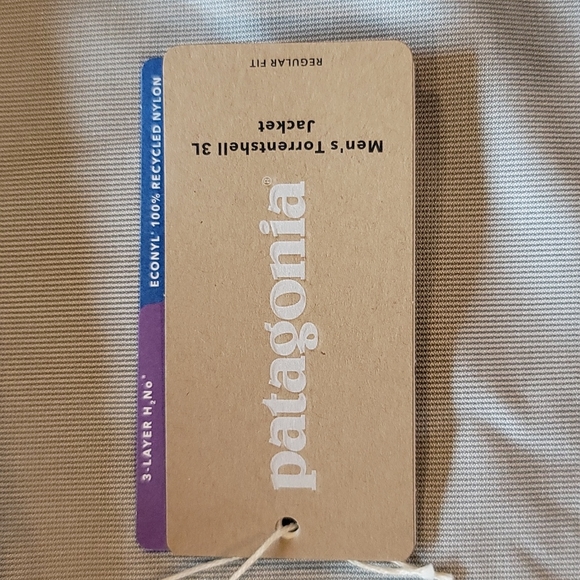 REGULAR FIT
Men's Torrentshell 3L
Jacket
patagonia®
ECONYL® 100% RECYCLED NYLON
3-LAYER H₂No®